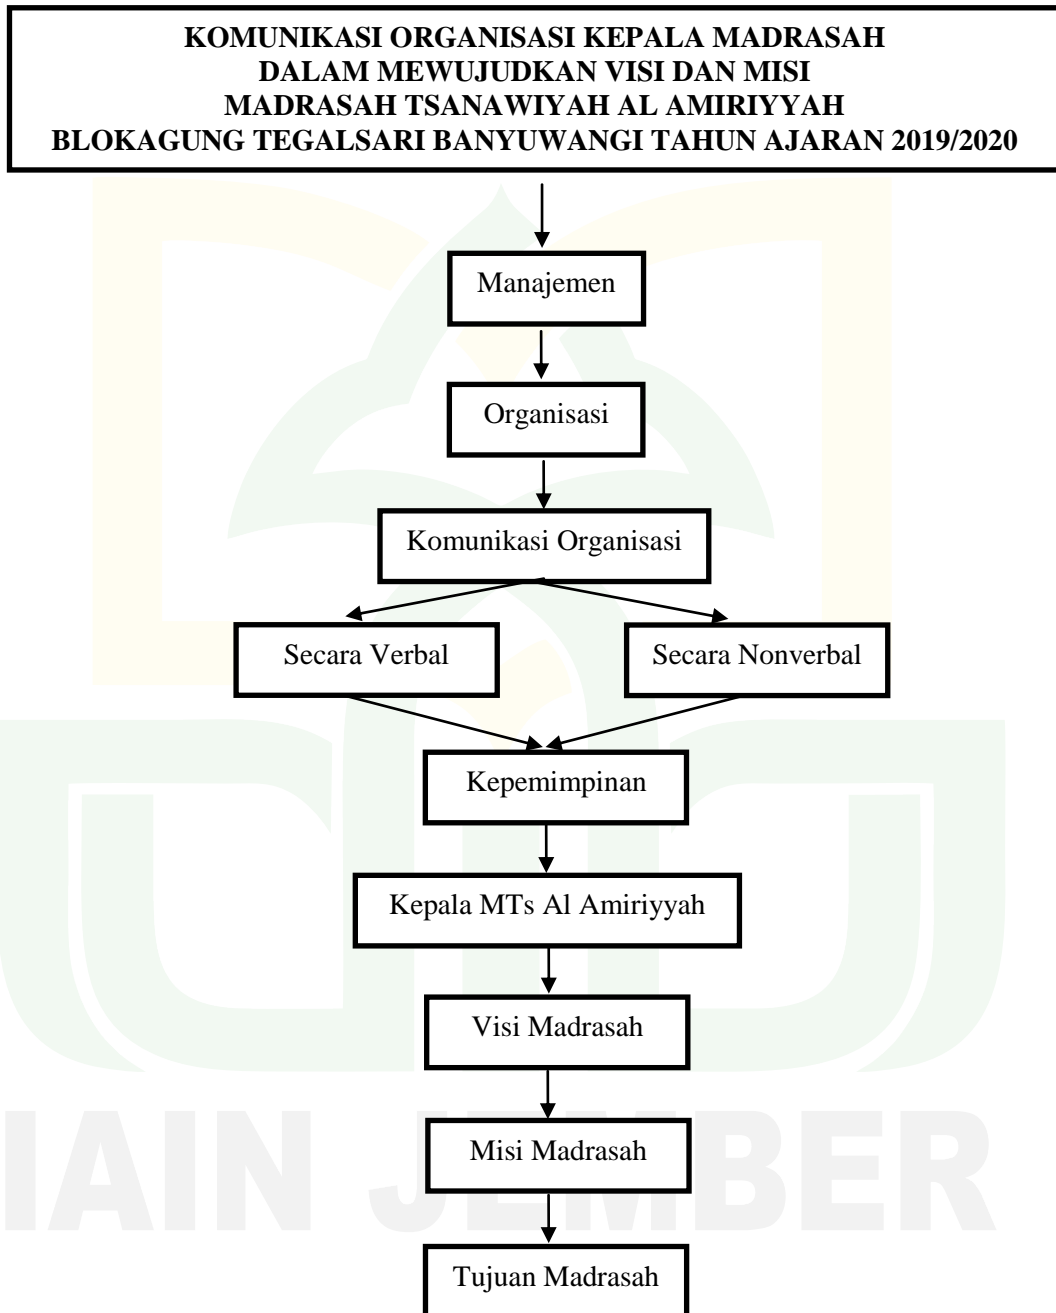 KOMUNIKASI ORGANISASI KEPALA MADRASAH
DALAM MEWUJUDKAN VISI DAN MISI
MADRASAH TSANAWIYAH AL AMIRIYYAH
BLOKAGUNG TEGALSARI BANYUWANGI TAHUN AJARAN 2019/2020
Manajemen
Organisasi
Komunikasi Organisasi
Secara Verbal
Secara Nonverbal
Kepemimpinan
Kepala MTs Al Amiriyyah
Visi Madrasah
Misi Madrasah
Tujuan Madrasah
IAIN JEMBER